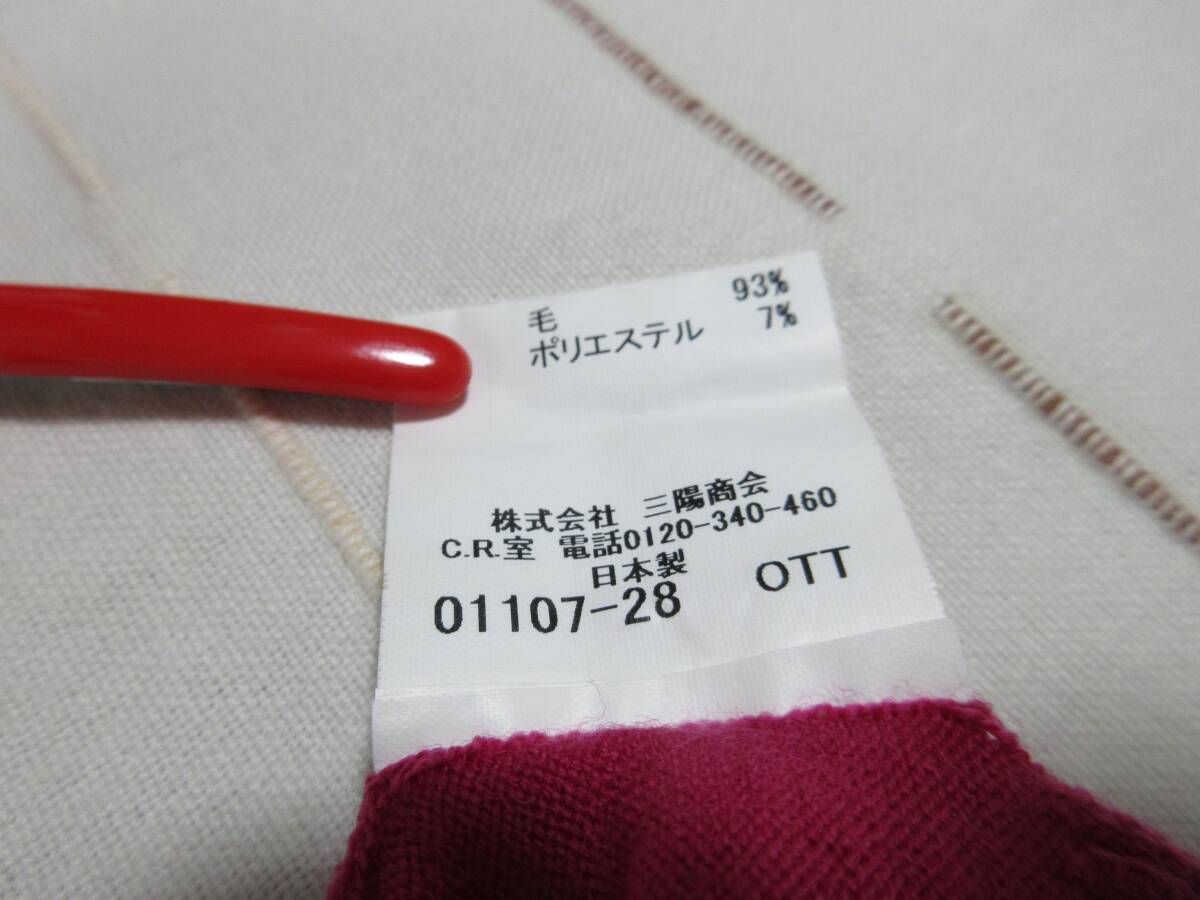 毛 93%
ポリエステル 7%
株式会社 三陽商会
C.R.室 電話0120-340-460
日本製
01107-28 OTT